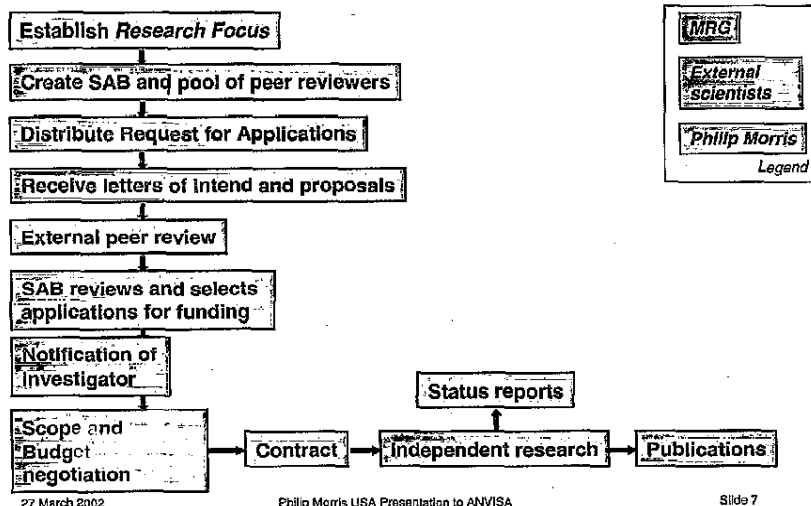 Establish Research Focus
Create SAB and pool of peer reviewers
Distribute Request for Applications
Receive letters of intend and proposals
External peer review
SAB reviews and selects
applications for funding
Notification of
investigator
Scope and
Budget
negotiation
Contract
Status reports
Independent research
Publications
MRG
External
scientists
Philip Morris
Legend
27 March 2002
Philip Morris USA Presentation to ANVISA
Slide 7